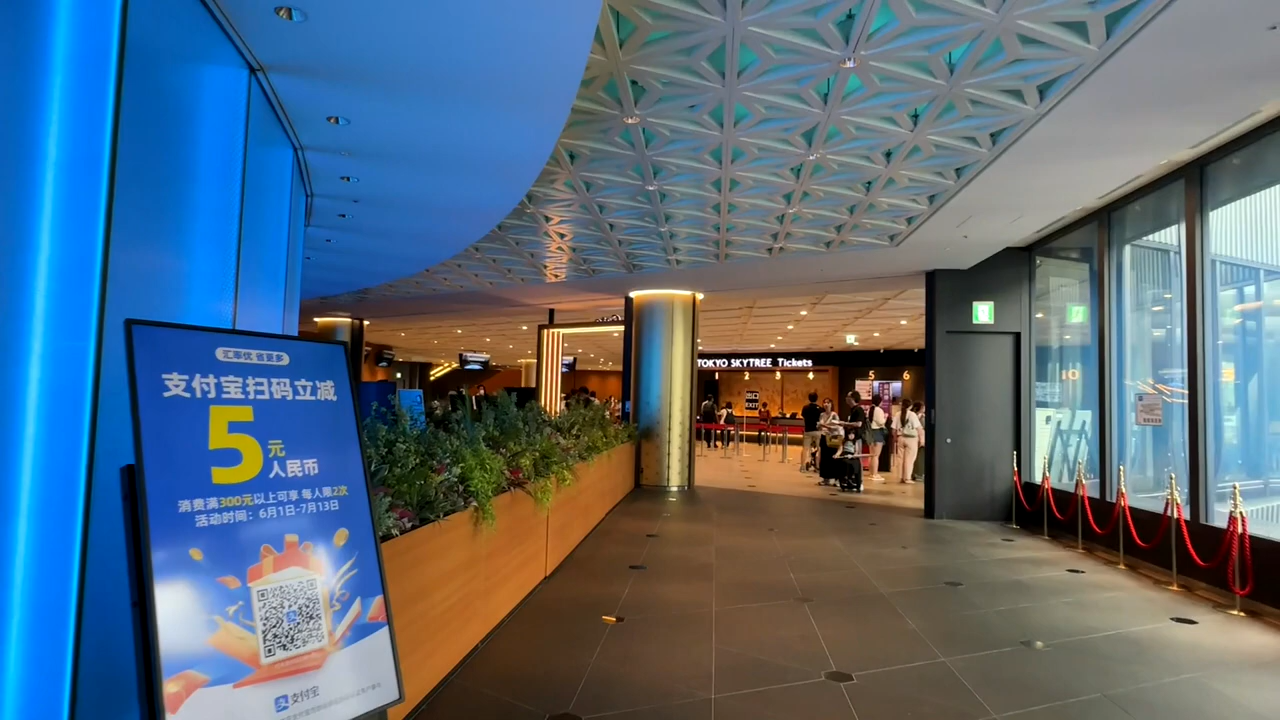 汇率优 省更多
支付宝扫码立减
5元
人民币
消费满300元以上可享 每人限2次
活动时间：6月1日-7月13日
支付宝
TOKYO SKYTREE Tickets
1 2 3 4 5 6
出口
EXIT
10